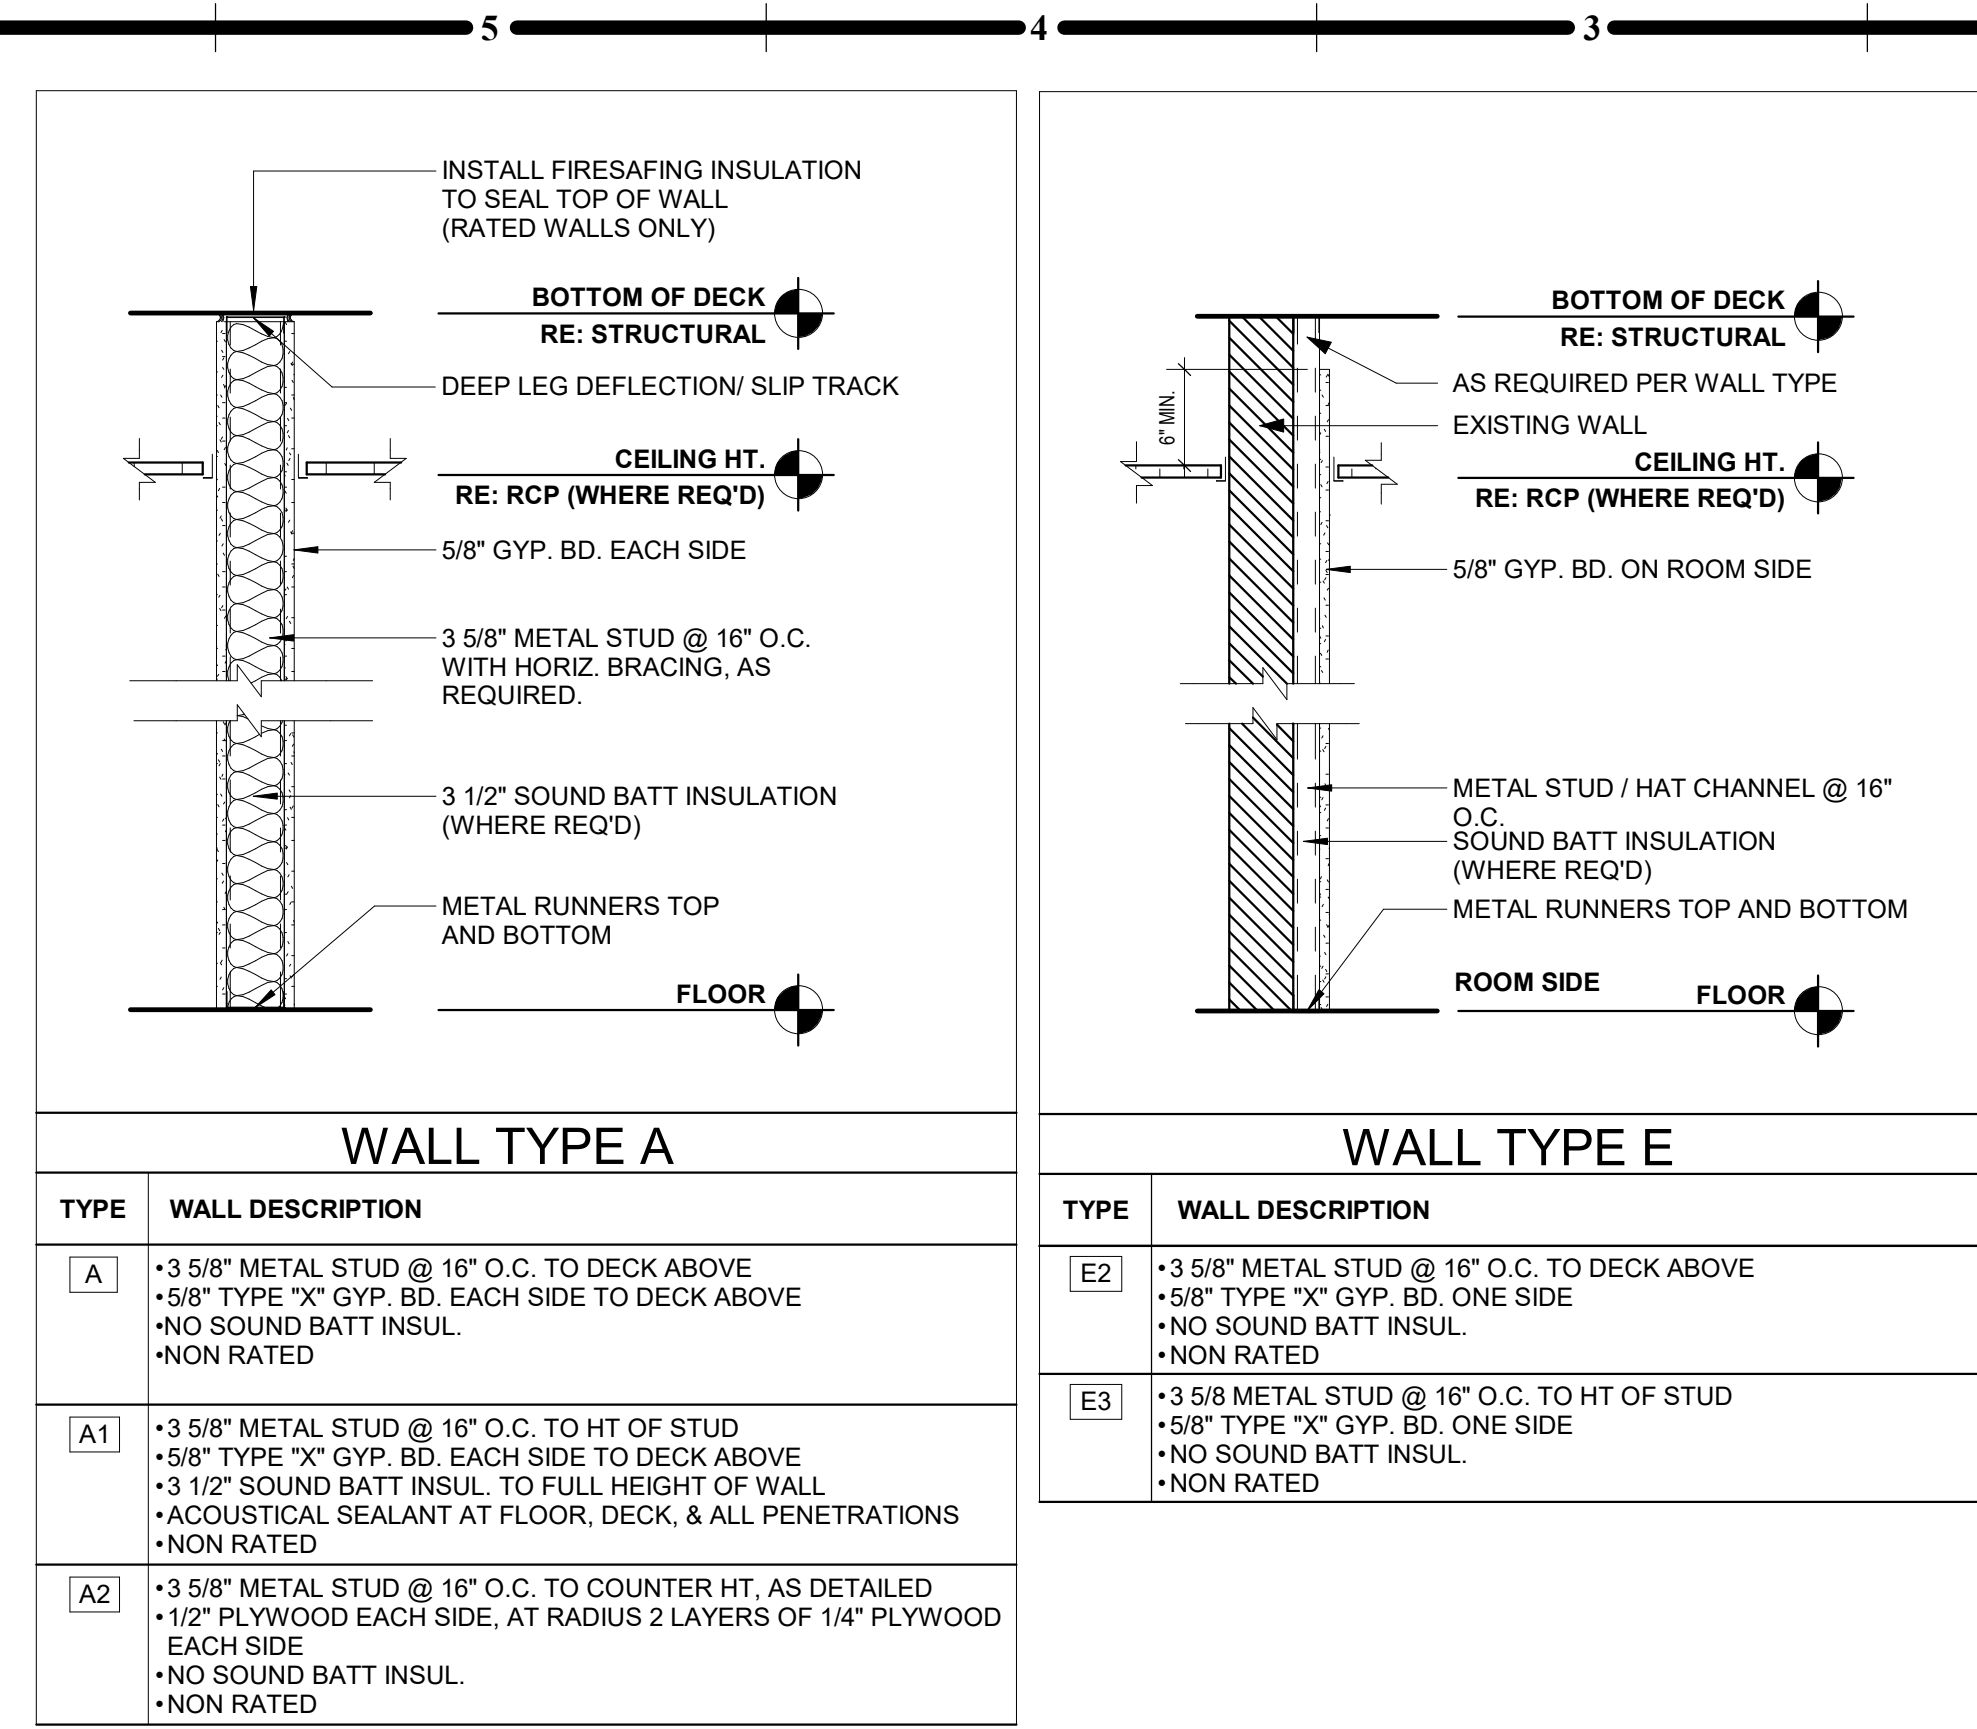 5 4 3
INSTALL FIRESAFING INSULATION
TO SEAL TOP OF WALL
(RATED WALLS ONLY)
BOTTOM OF DECK
RE: STRUCTURAL
DEEP LEG DEFLECTION/ SLIP TRACK
CEILING HT.
RE: RCP (WHERE REQ'D)
5/8" GYP. BD. EACH SIDE
3 5/8" METAL STUD @ 16" O.C.
WITH HORIZ. BRACING, AS
REQUIRED.
3 1/2" SOUND BATT INSULATION
(WHERE REQ'D)
METAL RUNNERS TOP
AND BOTTOM
FLOOR
WALL TYPE A
TYPE WALL DESCRIPTION
A
•3 5/8" METAL STUD @ 16" O.C. TO DECK ABOVE
•5/8" TYPE "X" GYP. BD. EACH SIDE TO DECK ABOVE
•NO SOUND BATT INSUL.
•NON RATED
A1
•3 5/8" METAL STUD @ 16" O.C. TO HT OF STUD
•5/8" TYPE "X" GYP. BD. EACH SIDE TO DECK ABOVE
•3 1/2" SOUND BATT INSUL. TO FULL HEIGHT OF WALL
•ACOUSTICAL SEALANT AT FLOOR, DECK, & ALL PENETRATIONS
•NON RATED
A2
•3 5/8" METAL STUD @ 16" O.C. TO COUNTER HT, AS DETAILED
•1/2" PLYWOOD EACH SIDE, AT RADIUS 2 LAYERS OF 1/4" PLYWOOD
EACH SIDE
•NO SOUND BATT INSUL.
•NON RATED
BOTTOM OF DECK
RE: STRUCTURAL
AS REQUIRED PER WALL TYPE
6" MIN.
EXISTING WALL
CEILING HT.
RE: RCP (WHERE REQ'D)
5/8" GYP. BD. ON ROOM SIDE
METAL STUD / HAT CHANNEL @ 16"
O.C.
SOUND BATT INSULATION
(WHERE REQ'D)
METAL RUNNERS TOP AND BOTTOM
ROOM SIDE
FLOOR
WALL TYPE E
TYPE WALL DESCRIPTION
E2
•3 5/8" METAL STUD @ 16" O.C. TO DECK ABOVE
•5/8" TYPE "X" GYP. BD. ONE SIDE
•NO SOUND BATT INSUL.
•NON RATED
E3
•3 5/8 METAL STUD @ 16" O.C. TO HT OF STUD
•5/8" TYPE "X" GYP. BD. ONE SIDE
•NO SOUND BATT INSUL.
•NON RATED